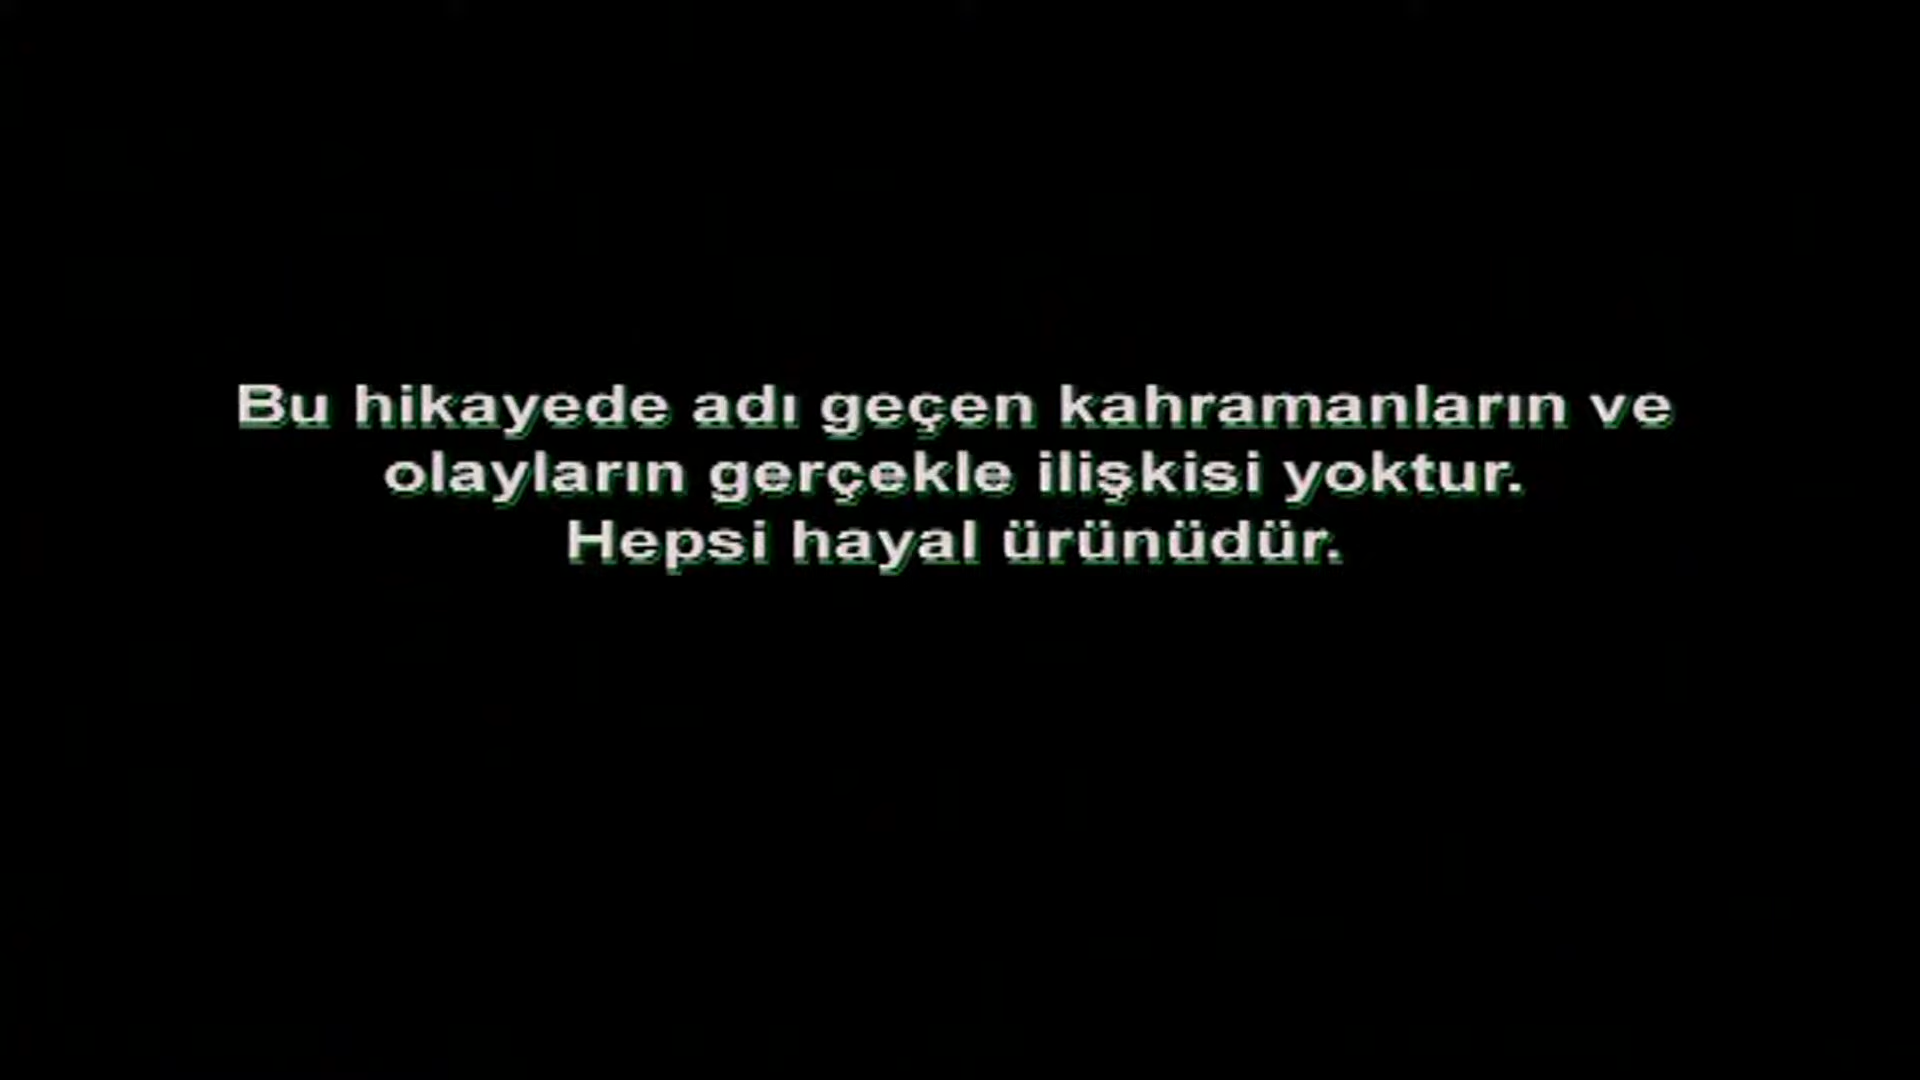 Bu hikayede adı geçen kahramanların ve
olayların gerçekle ilişkisi yoktur.
Hepsi hayal ürünüdür.